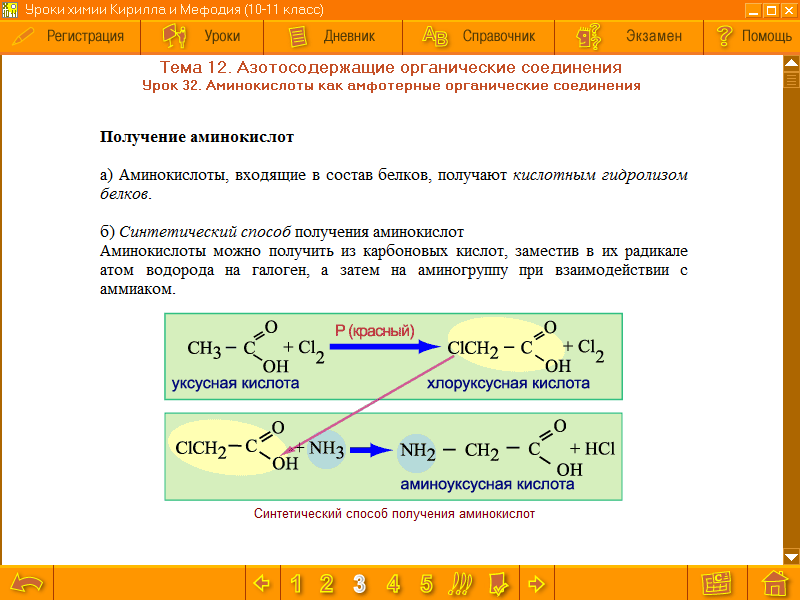 Уроки химии Кирилла и Мефодия (10-11 класс)
Регистрация Уроки Дневник Справочник Экзамен Помощь
Тема 12. Азотосодержащие органические соединения
Урок 32. Аминокислоты как амфотерные органические соединения
Получение аминокислот
а) Аминокислоты, входящие в состав белков, получают кислотным гидролизом
белков.
б) Синтетический способ получения аминокислот
Аминокислоты можно получить из карбоновых кислот, заместив в их радикале
атом водорода на галоген, а затем на аминогруппу при взаимодействии с
аммиаком.
CH3 – C =O OH + Cl2 P (красный) ClCH2 – C =O OH + Cl2
уксусная кислота хлоруксусная кислота
ClCH2 – C =O OH + NH3 NH2 – CH2 – C =O OH + HCl
аминоуксусная кислота
Синтетический способ получения аминокислот
1 2 3 4 5